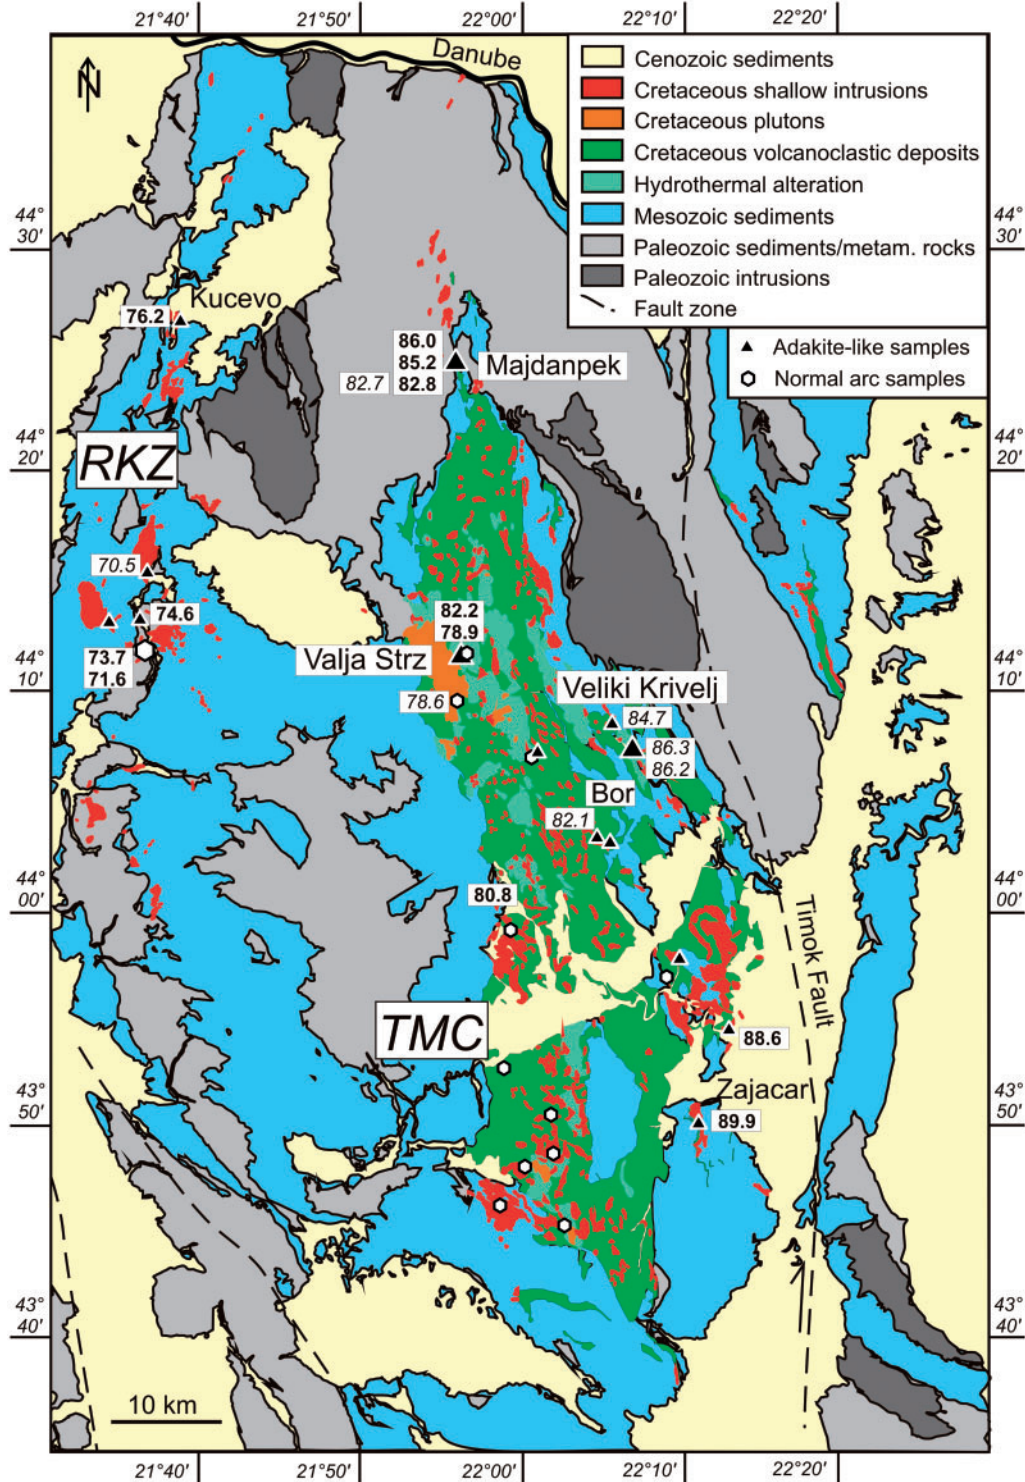 21°40'
21°50'
22°00'
22°10'
22°20'
Danube
N
Cenozoic sediments
Cretaceous shallow intrusions
Cretaceous plutons
Cretaceous volcanoclastic deposits
Hydrothermal alteration
Mesozoic sediments
Paleozoic sediments/metam. rocks
Paleozoic intrusions
Fault zone
Adakite-like samples
Normal arc samples
44°
30'
44°
30'
Kucevo
76.2
86.0
85.2
82.7
82.8
Majdanpek
44°
20'
44°
20'
RKZ
70.5
74.6
73.7
71.6
82.2
78.9
Valja Strz
78.6
44°
10'
44°
10'
Veliki Krivelj
84.7
86.3
86.2
Bor
82.1
80.8
44°
00'
44°
00'
Timok Fault
TMC
88.6
Zajacar
89.9
43°
50'
43°
50'
43°
40'
43°
40'
10 km
21°40'
21°50'
22°00'
22°10'
22°20'